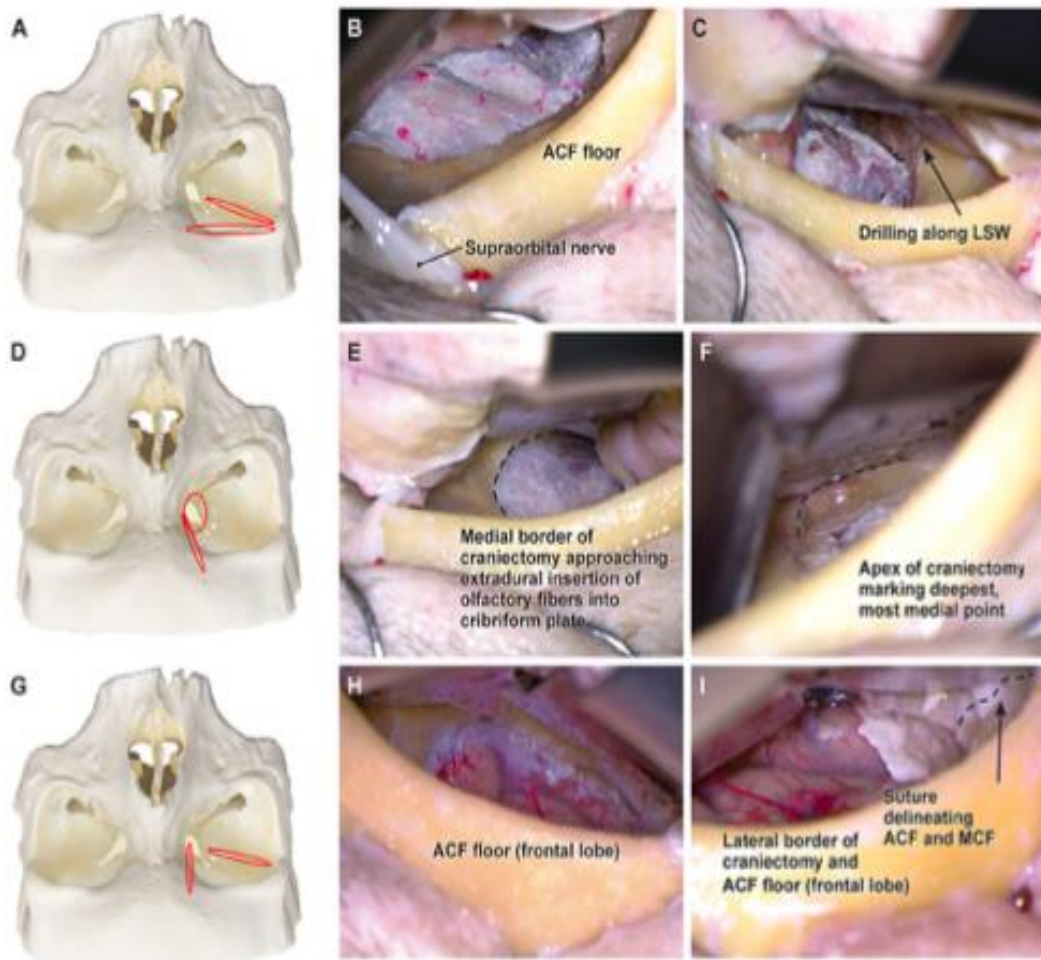 A
B
ACF floor
Supraorbital nerve
C
Drilling along LSW
D
E
Medial border of
craniectomy approaching
extradural insertion of
olfactory fibers into
cribriform plate
F
Apex of craniectomy
marking deepest,
most medial point
G
H
ACF floor (frontal lobe)
I
Suture
delineating
ACF and MCF
Lateral border of
craniectomy and
ACF floor (frontal lobe)